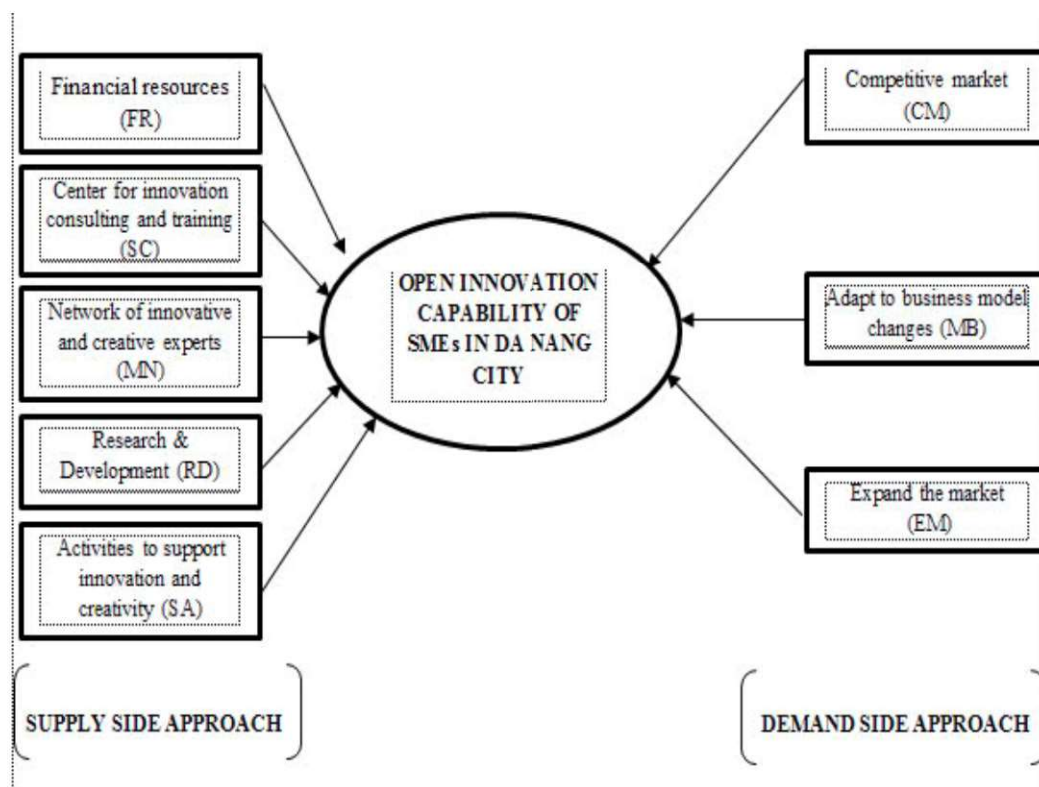 Financial resources
(FR)
Center for innovation
consulting and training
(SC)
Network of innovative
and creative experts
(MN)
Research &
Development (RD)
Activities to support
innovation and
creativity (SA)
SUPPLY SIDE APPROACH
OPEN INNOVATION
CAPABILITY OF
SMEs IN DA NANG
CITY
Competitive market
(CM)
Adapt to business model
changes (MB)
Expand the market
(EM)
DEMAND SIDE APPROACH